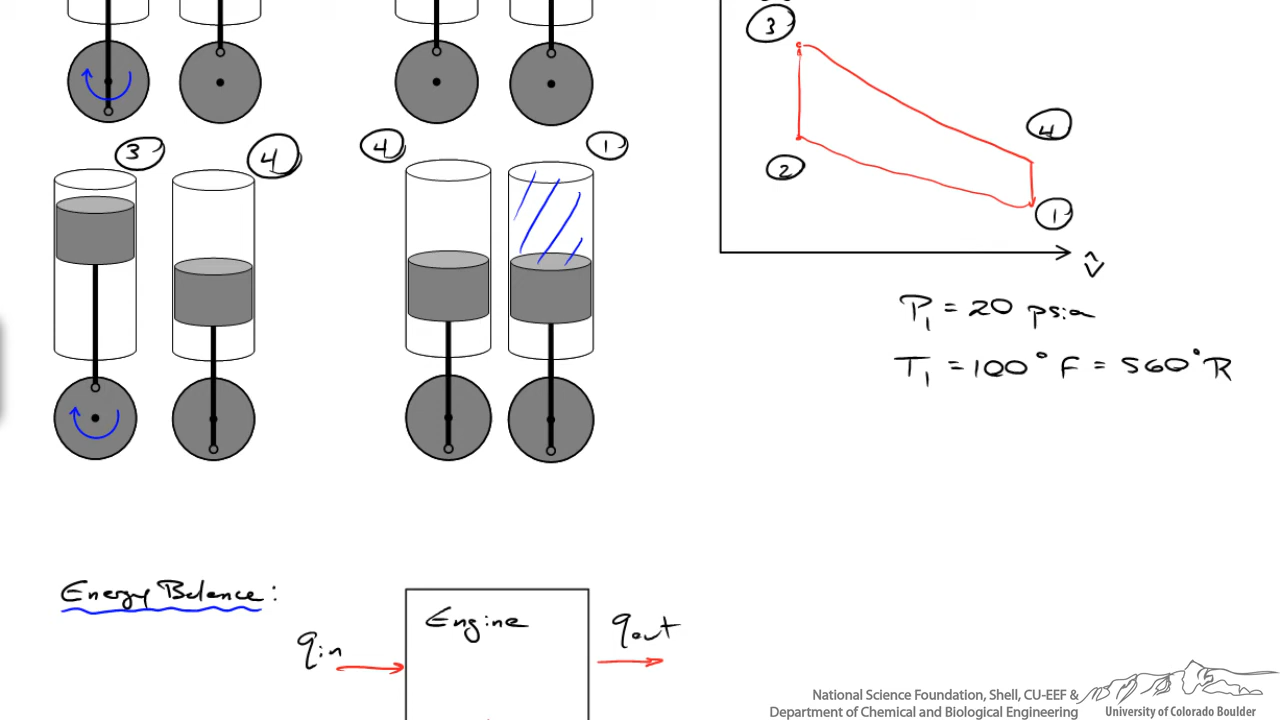 3
4
4
1
3
2
4
1
v̂
P₁ = 20 psia
T₁ = 100° F = 560° R
Energy Balance:
Engine
qin
qout
National Science Foundation, Shell, CU-EEF &
Department of Chemical and Biological Engineering
University of Colorado Boulder